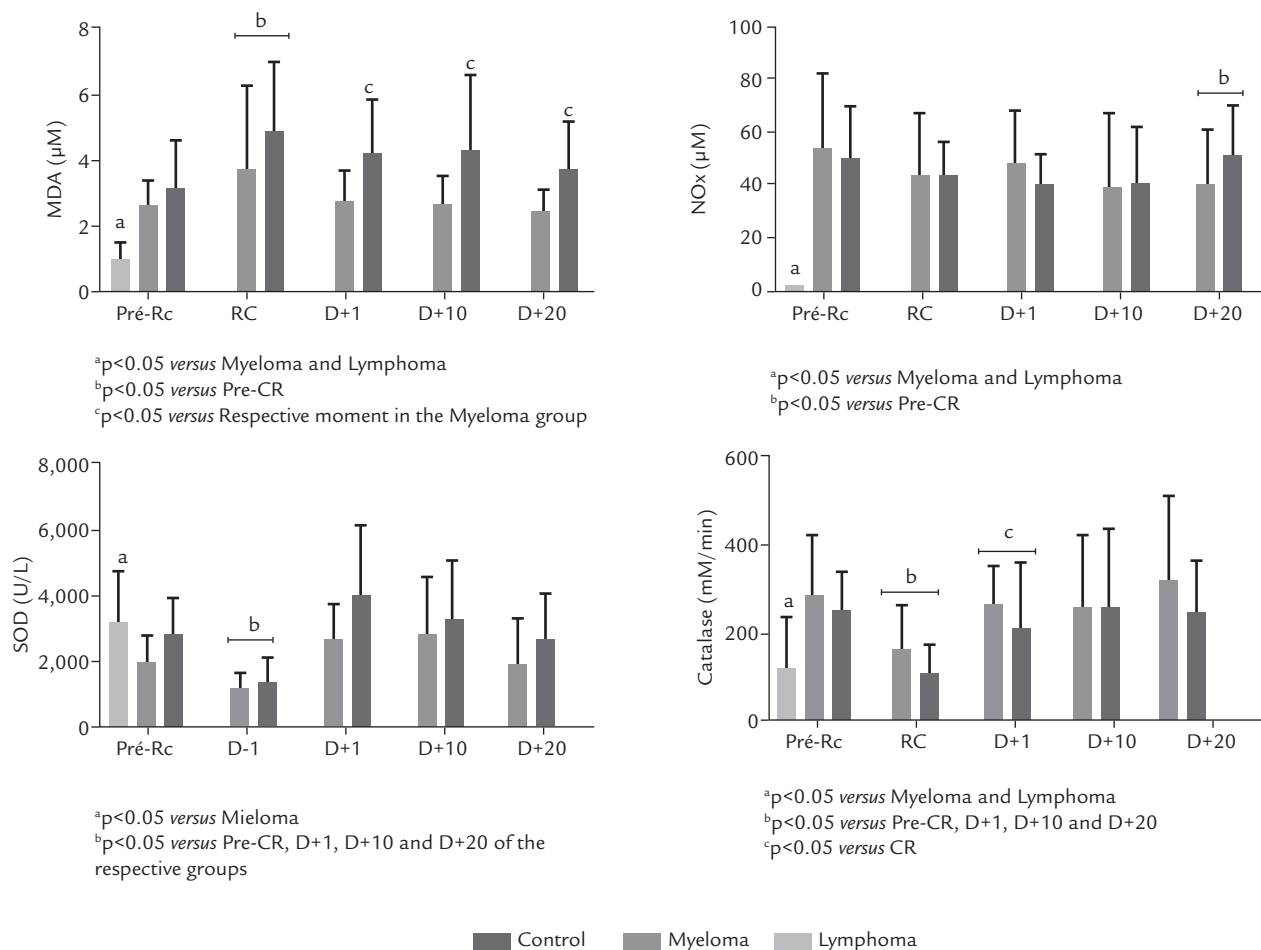 8
6
4
2
0
MDA (µM)
a
b
c
c
c
Pré-Rc RC D+1 D+10 D+20
ap<0.05 versus Myeloma and Lymphoma
bp<0.05 versus Pre-CR
cp<0.05 versus Respective moment in the Myeloma group
100
80
60
40
20
0
NOx (µM)
a
b
Pré-Rc RC D+1 D+10 D+20
ap<0.05 versus Myeloma and Lymphoma
bp<0.05 versus Pre-CR
8,000
6,000
4,000
2,000
0
SOD (U/L)
a
b
Pré-Rc D-1 D+1 D+10 D+20
ap<0.05 versus Mieloma
bp<0.05 versus Pre-CR, D+1, D+10 and D+20 of the
respective groups
600
400
200
0
Catalase (mM/min)
a
b
c
Pré-Rc RC D+1 D+10 D+20
ap<0.05 versus Myeloma and Lymphoma
bp<0.05 versus Pre-CR, D+1, D+10 and D+20
cp<0.05 versus CR
Control Myeloma Lymphoma